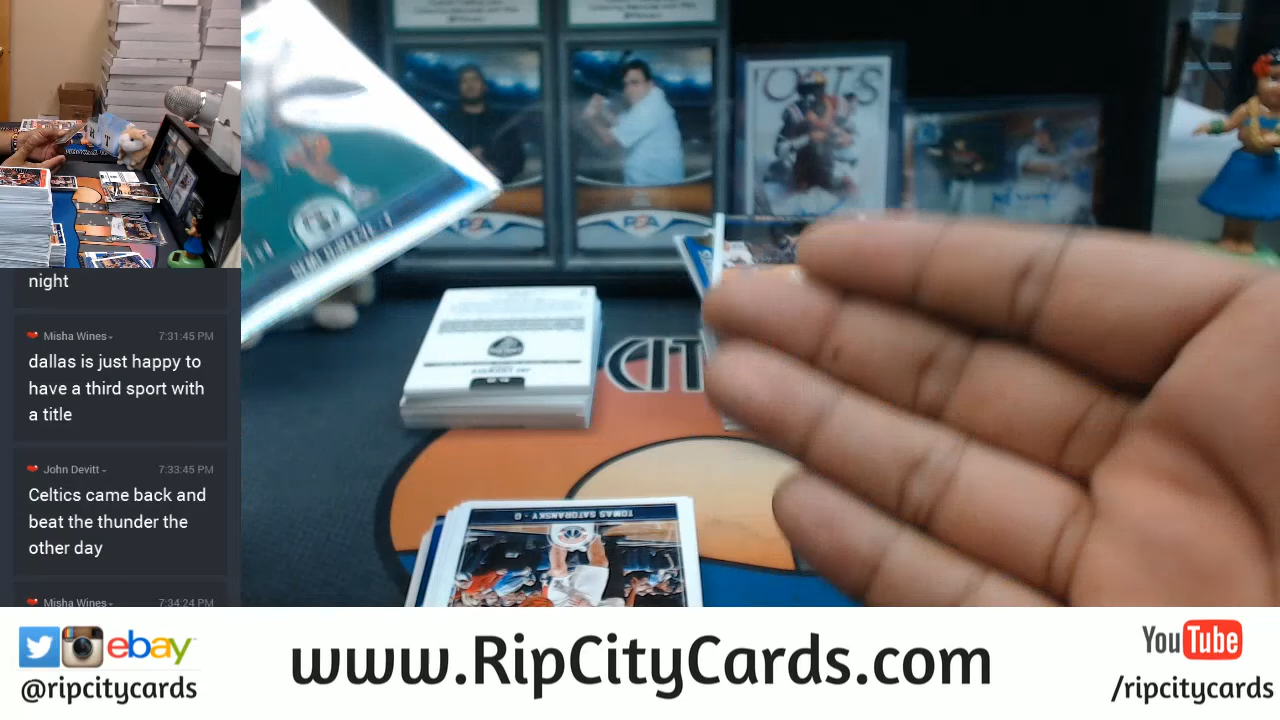 night
Misha Wines
7:31:45 PM
dallas is just happy to
have a third sport with
a title
John Devitt
7:33:45 PM
Celtics came back and
beat the thunder the
other day
Misha Wines
7:34:24 PM
CIT
TOMAS SATORANSKY - G
ebay
@ripcitycards
www.RipCityCards.com
YouTube
/ripcitycards